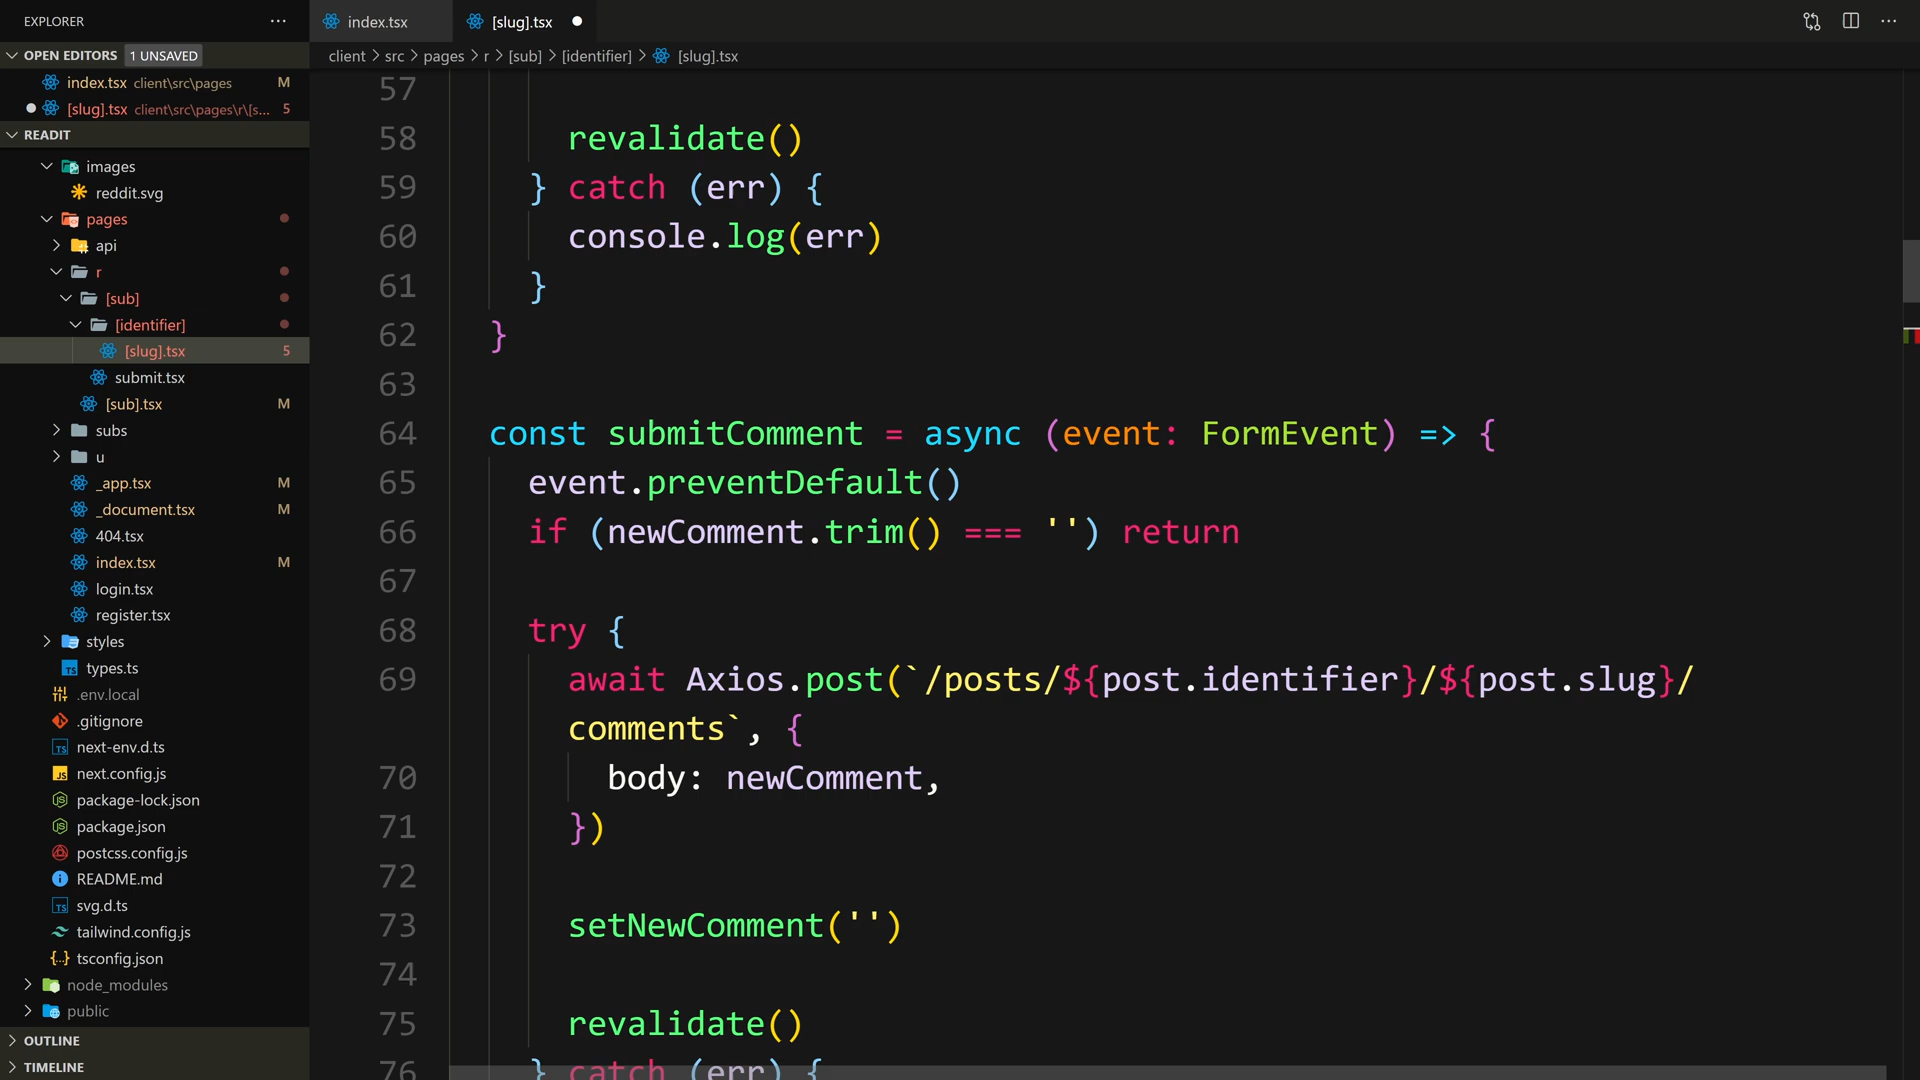 EXPLORER
OPEN EDITORS 1 UNSAVED
index.tsx client\src\pages M
[slug].tsx client\src\pages\r\[s... 5
READIT
images
reddit.svg
pages
api
r
[sub]
[identifier]
[slug].tsx 5
submit.tsx
[sub].tsx M
subs
u
_app.tsx M
_document.tsx M
404.tsx
index.tsx M
login.tsx
register.tsx
styles
types.ts
.env.local
.gitignore
next-env.d.ts
next.config.js
package-lock.json
package.json
postcss.config.js
README.md
svg.d.ts
tailwind.config.js
tsconfig.json
node_modules
public
OUTLINE
TIMELINE
index.tsx
[slug].tsx
client > src > pages > r > [sub] > [identifier] > [slug].tsx
57
58 revalidate()
59 } catch (err) {
60 console.log(err)
61 }
62 }
63
64 const submitComment = async (event: FormEvent) => {
65 event.preventDefault()
66 if (newComment.trim() === '') return
67
68 try {
69 await Axios.post(`/posts/${post.identifier}/${post.slug}/
comments`, {
70 body: newComment,
71 })
72
73 setNewComment('')
74
75 revalidate()
76 } catch (err) {